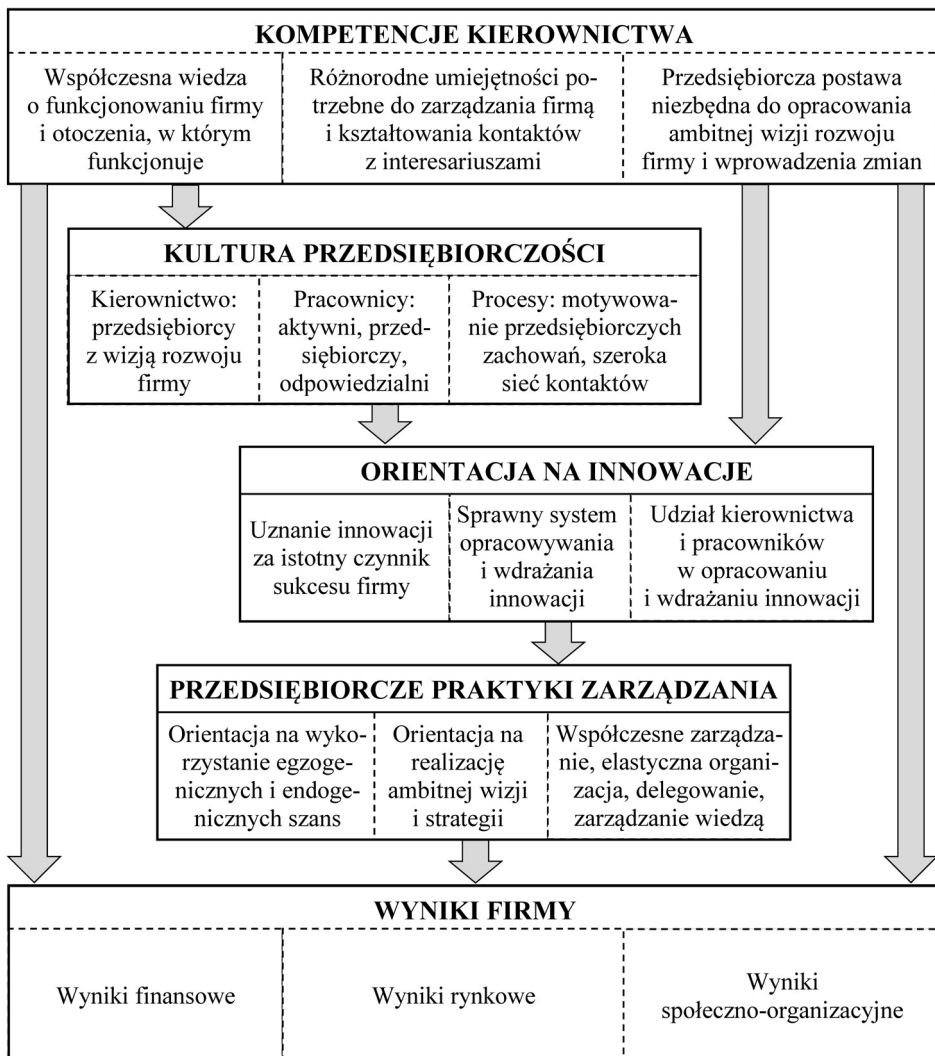 KOMPETENCJE KIEROWNICTWA
Współczesna wiedza
o funkcjonowaniu firmy
i otoczenia, w którym
funkcjonuje
Różnorodne umiejętności po-
trzebne do zarządzania firmą
i kształtowania kontaktów
z interesariuszami
Przedsiębiorcza postawa
niezbędna do opracowania
ambitnej wizji rozwoju
firmy i wprowadzenia zmian
KULTURA PRZEDSIĘBIORCZOŚCI
Kierownictwo:
przedsiębiorcy
z wizją rozwoju
firmy
Pracownicy:
aktywni, przed-
siębiorczy,
odpowiedzialni
Procesy: motywowa-
nie przedsiębiorczych
zachowań, szeroka
sieć kontaktów
ORIENTACJA NA INNOWACJE
Uznanie innowacji
za istotny czynnik
sukcesu firmy
Sprawny system
opracowywania
i wdrażania
innowacji
Udział kierownictwa
i pracowników
w opracowaniu
i wdrażaniu innowacji
PRZEDSIĘBIORCZE PRAKTYKI ZARZĄDZANIA
Orientacja na wyko-
rzystanie egzoge-
nicznych i endoge-
nicznych szans
Orientacja na
realizację
ambitnej wizji
i strategii
Współczesne zarządza-
nie, elastyczna organi-
zacja, delegowanie,
zarządzanie wiedzą
WYNIKI FIRMY
Wyniki finansowe
Wyniki rynkowe
Wyniki
społeczno-organizacyjne